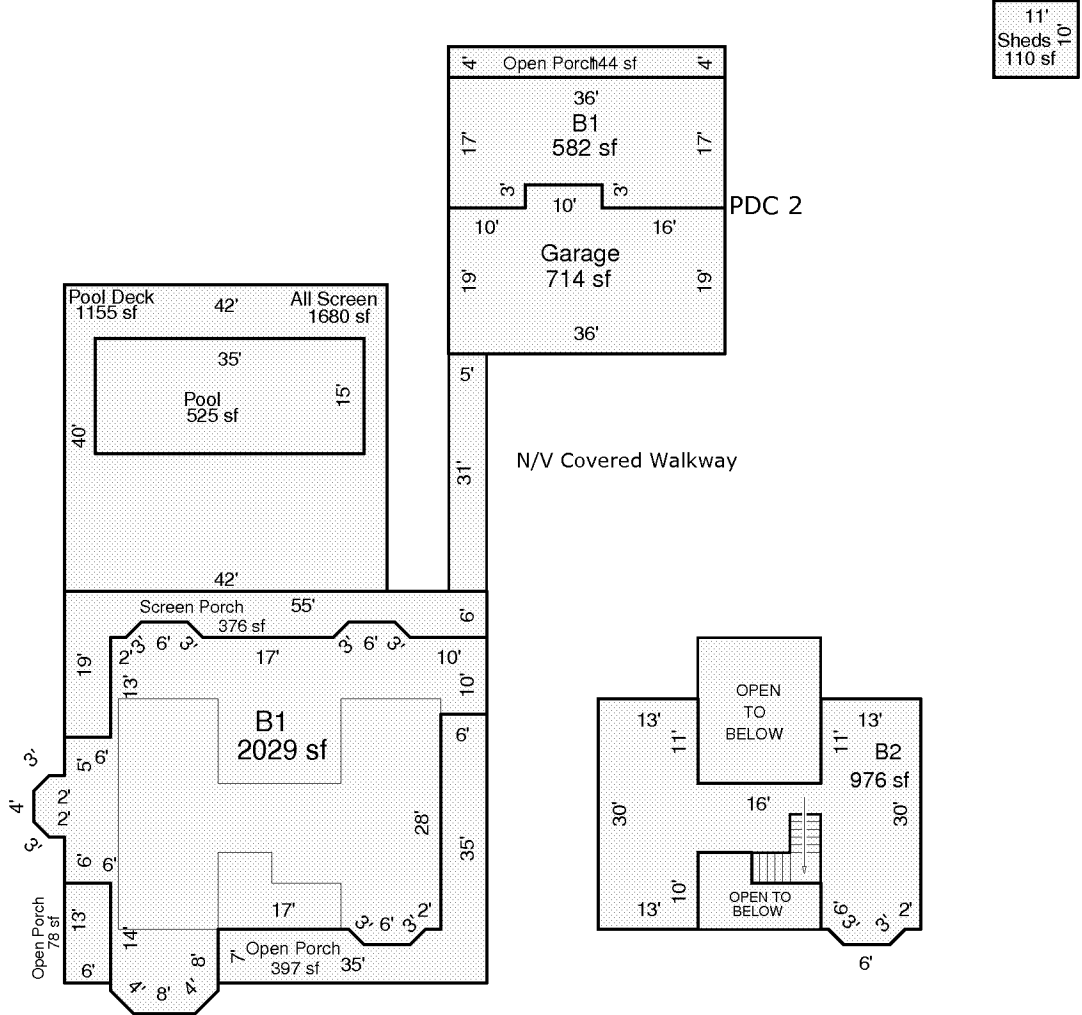 11'
Sheds 10'
110 sf
4' Open Porch 144 sf 4'
36'
B1
582 sf
17' 17'
3' 3'
10'
PDC 2
10' 16'
Garage
714 sf
19' 19'
36'
Pool Deck
1155 sf
42'
All Screen
1680 sf
35'
15'
Pool
525 sf
40'
42'
5'
31'
N/V Covered Walkway
Screen Porch 55'
376 sf
6'
3' 6' 3' 3' 6' 3'
19' 2' 17' 10'
13' 10'
B1
2029 sf
6'
3' 5' 6'
4' 2'
2'
3'
28' 35'
6' 6'
Open Porch
78 sf
13'
6'
14'
17'
3' 6' 3' 2'
8' 7'
Open Porch
397 sf
35'
4' 8' 4'
OPEN
TO
BELOW
13' 13'
11' 11'
B2
976 sf
16'
30' 30'
10'
OPEN TO
BELOW
13'
6' 3' 3' 2'
6'